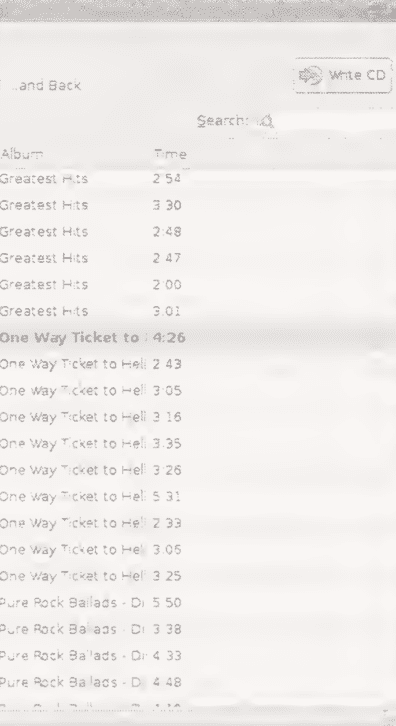 ...and Back
Write CD
Search:
Album Time
Greatest Hits 2:54
Greatest Hits 3:30
Greatest Hits 2:48
Greatest Hits 2:47
Greatest Hits 2:00
Greatest Hits 3:01
One Way Ticket to 4:26
One Way Ticket to Hell 2:43
One Way Ticket to Hell 3:05
One Way Ticket to Hell 3:16
One Way Ticket to Hell 3:35
One Way Ticket to Hell 3:26
One Way Ticket to Hell 5:31
One Way Ticket to Hell 2:33
One Way Ticket to Hel 3:05
One Way Ticket to Hel 3:25
Pure Rock Ballads - Di 5:50
Pure Rock Ballads - Di 3:38
Pure Rock Ballads - Di 4:33
Pure Rock Ballads - D 4:48